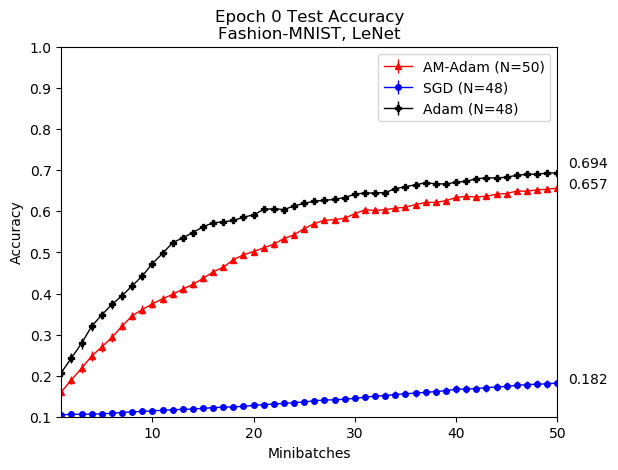 Epoch 0 Test Accuracy
Fashion-MNIST, LeNet
AM-Adam (N=50)
SGD (N=48)
Adam (N=48)
1.0
0.9
0.8
0.7
0.6
0.5
0.4
0.3
0.2
0.1
Accuracy
0.694
0.657
0.182
10
20
30
40
50
Minibatches